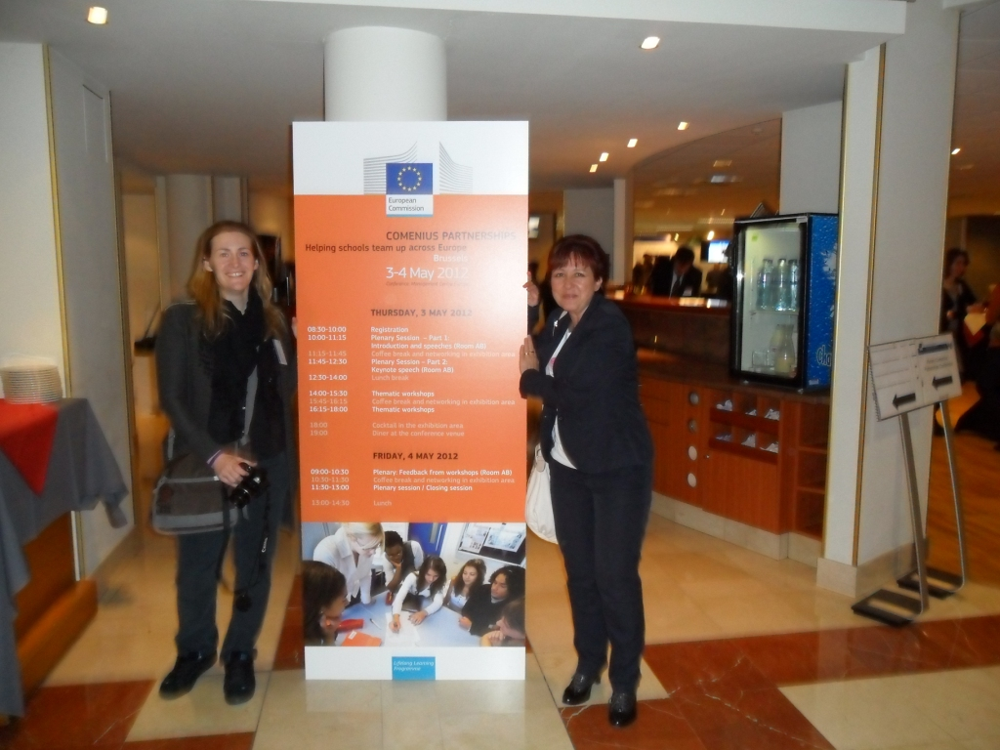 European
Commission
COMENIUS PARTNERSHIPS
Helping schools team up across Europe
Brussels
3-4 May 2012
THURSDAY, 3 MAY 2012
08:30-10:00 Registration
10:00-11:15 Plenary Session - Part 1:
Introduction and speeches (Room AB)
11:15-11:45 Coffee break and networking in exhibition area
11:45-12:30 Plenary Session - Part 2:
Keynote speech (Room AB)
12:30-14:00 Lunch break
14:00-15:30 Thematic workshops
15:45-16:15 Coffee break and networking in exhibition area
16:15-18:00 Thematic workshops
18:00 Cocktail in the exhibition area
19:00 Diner at the conference venue
FRIDAY, 4 MAY 2012
09:00-10:30 Plenary: Feedback from workshops (Room AB)
10:30-11:30 Coffee break and networking in exhibition area
11:30-13:00 Plenary session / Closing session
13:00-14:30 Lunch
Lifelong Learning
Programme